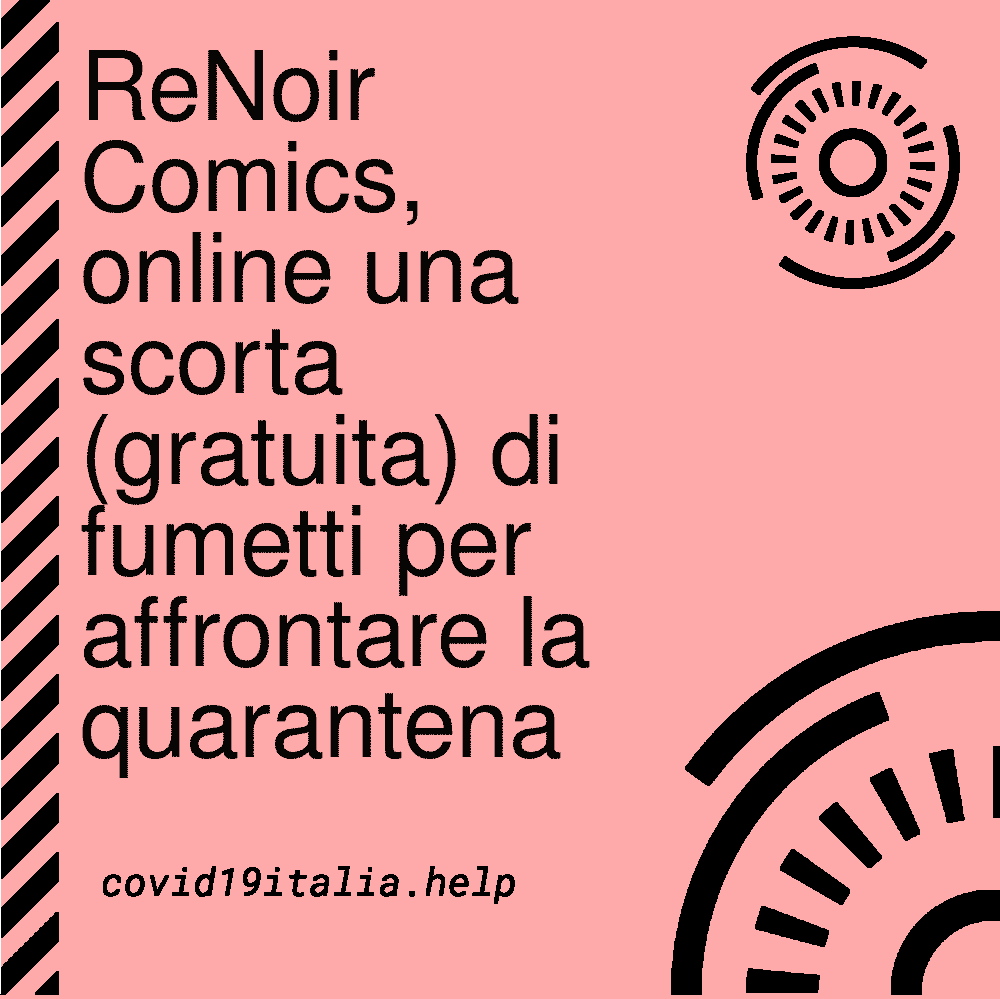 ReNoir
Comics,
online una
scorta
(gratuita) di
fumetti per
affrontare la
quarantena
covid19italia.help